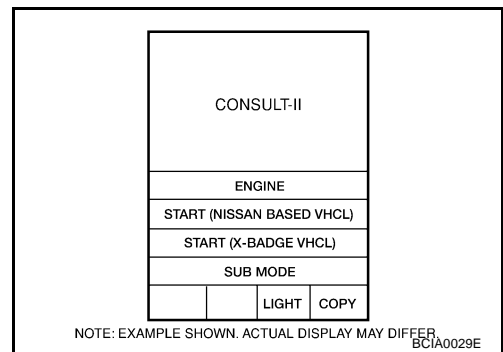 CONSULT-II
ENGINE
START (NISSAN BASED VHCL)
START (X-BADGE VHCL)
SUB MODE
LIGHT COPY
NOTE: EXAMPLE SHOWN. ACTUAL DISPLAY MAY DIFFER.
BCIA0029E